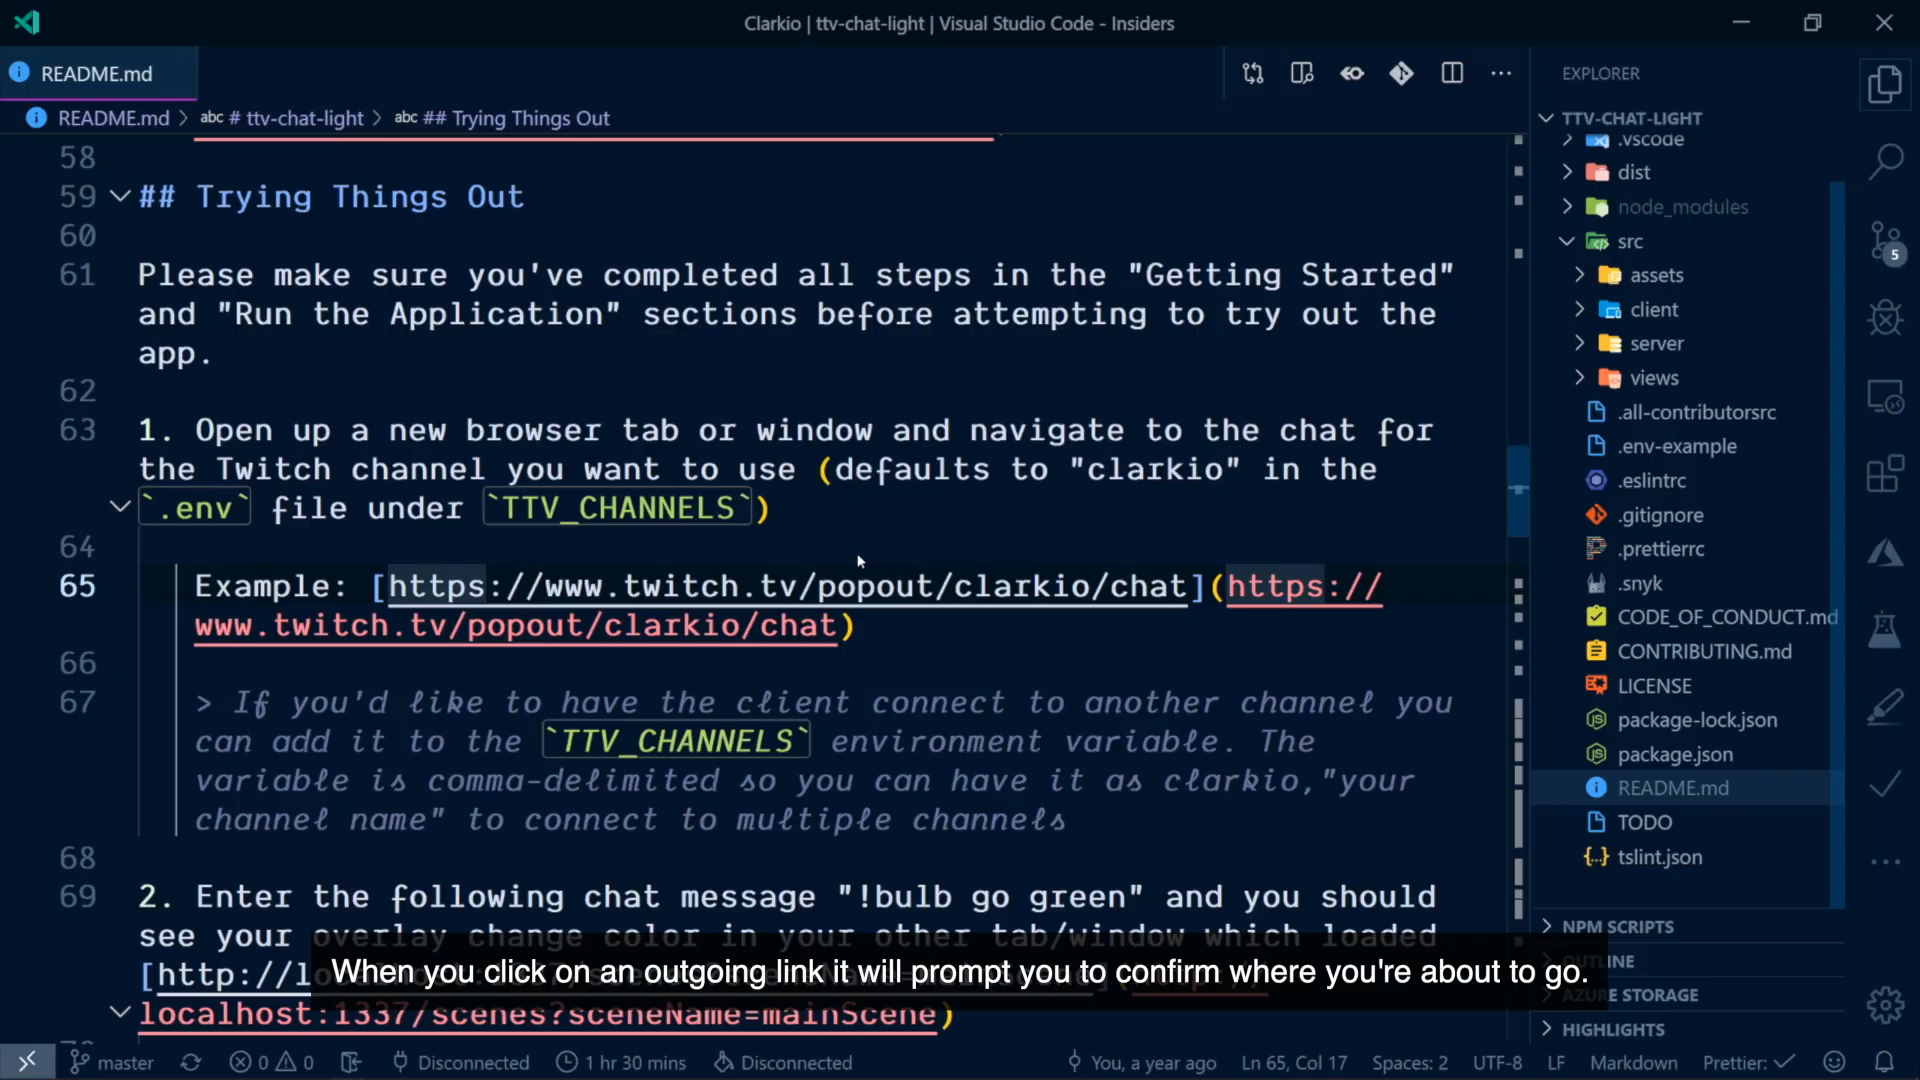 Clarkio | ttv-chat-light | Visual Studio Code - Insiders
README.md
README.md > abc # ttv-chat-light > abc ## Trying Things Out
58
59 ## Trying Things Out
60
61 Please make sure you've completed all steps in the "Getting Started"
and "Run the Application" sections before attempting to try out the
app.
62
63 1. Open up a new browser tab or window and navigate to the chat for
the Twitch channel you want to use (defaults to "clarkio" in the
`.env` file under `TTV_CHANNELS`)
64
65 Example: [https://www.twitch.tv/popout/clarkio/chat](https://
www.twitch.tv/popout/clarkio/chat)
66
67 > If you'd like to have the client connect to another channel you
can add it to the `TTV_CHANNELS` environment variable. The
variable is comma-delimited so you can have it as clarkio,"your
channel name" to connect to multiple channels
68
69 2. Enter the following chat message "!bulb go green" and you should
see your overlay change color in your other tab/window which loaded
[http://l
When you click on an outgoing link it will prompt you to confirm where you're about to go.
localhost:1337/scenes?sceneName=mainScene)
EXPLORER
TTV-CHAT-LIGHT
.vscode
dist
node_modules
src
assets
client
server
views
.all-contributorsrc
.env-example
.eslintrc
.gitignore
.prettierrc
.snyk
CODE_OF_CONDUCT.md
CONTRIBUTING.md
LICENSE
package-lock.json
package.json
README.md
TODO
tslint.json
NPM SCRIPTS
OUTLINE
AZURE STORAGE
HIGHLIGHTS
5
master 0 0 Disconnected 1 hr 30 mins Disconnected You, a year ago Ln 65, Col 17 Spaces: 2 UTF-8 LF Markdown Prettier: